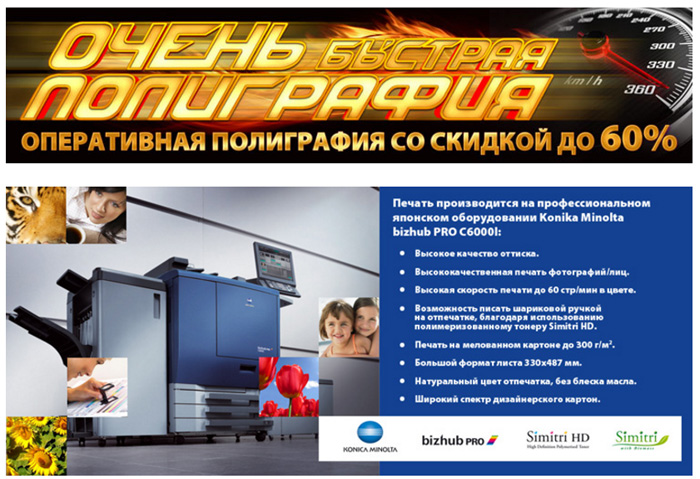 240
270
300
330
360
km/h
ОЧЕНЬ БЫСТРАЯ
ПОЛИГРАФИЯ
ОПЕРАТИВНАЯ ПОЛИГРАФИЯ СО СКИДКОЙ ДО 60%
Печать производится на профессиональном
японском оборудовании Konika Minolta
bizhub PRO C6000l:
• Высокое качество оттиска.
• Высококачественная печать фотографий/лиц.
• Высокая скорость печати до 60 стр/мин в цвете.
• Возможность писать шариковой ручкой
на отпечатке, благодаря использованию
полимеризованному тонеру Simitri HD.
• Печать на мелованном картоне до 300 г/м².
• Большой формат листа 330х487 мм.
• Натуральный цвет отпечатка, без блеска масла.
• Широкий спектр дизайнерского картон.
KONICA MINOLTA
bizhub PRO
Simitri HD
High Definition Polymerized Toner
Simitri
with Biomass